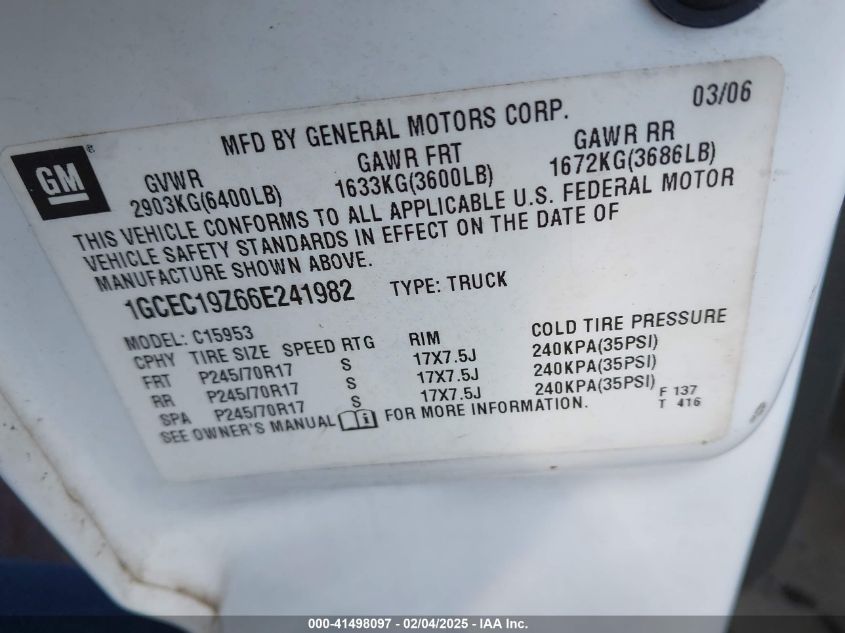 03/06
MFD BY GENERAL MOTORS CORP.
GM®
GVWR GAWR FRT GAWR RR
2903KG(6400LB) 1633KG(3600LB) 1672KG(3686LB)
THIS VEHICLE CONFORMS TO ALL APPLICABLE U.S. FEDERAL MOTOR
VEHICLE SAFETY STANDARDS IN EFFECT ON THE DATE OF
MANUFACTURE SHOWN ABOVE.
1GCEC19Z66E241982 TYPE: TRUCK
MODEL: C15953
CPHY TIRE SIZE SPEED RTG RIM COLD TIRE PRESSURE
FRT P245/70R17 S 17X7.5J 240KPA(35PSI)
RR P245/70R17 S 17X7.5J 240KPA(35PSI)
SPA P245/70R17 S 17X7.5J 240KPA(35PSI)
SEE OWNER'S MANUAL i FOR MORE INFORMATION.
F 137
T 416
000-41498097 - 02/04/2025 - IAA Inc.